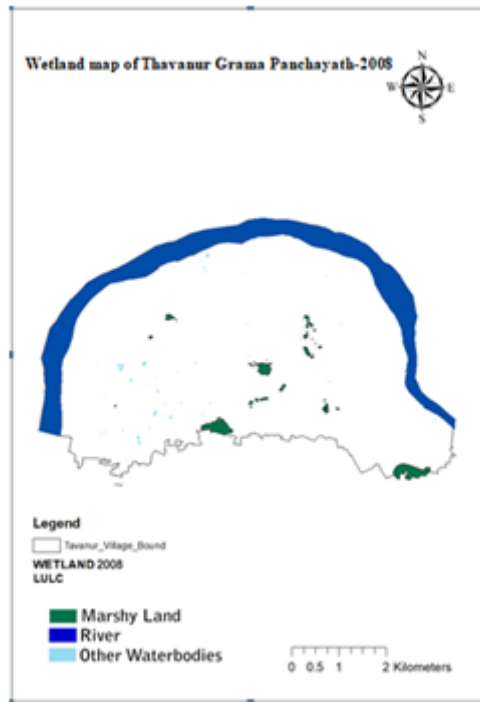 Wetland map of Thavanur Grama Panchayath-2008
N
W E
S
Legend
Tavanur_Village_Bound
WETLAND 2008
LULC
Marshy Land
River
Other Waterbodies
0 0.5 1 2 Kilometers